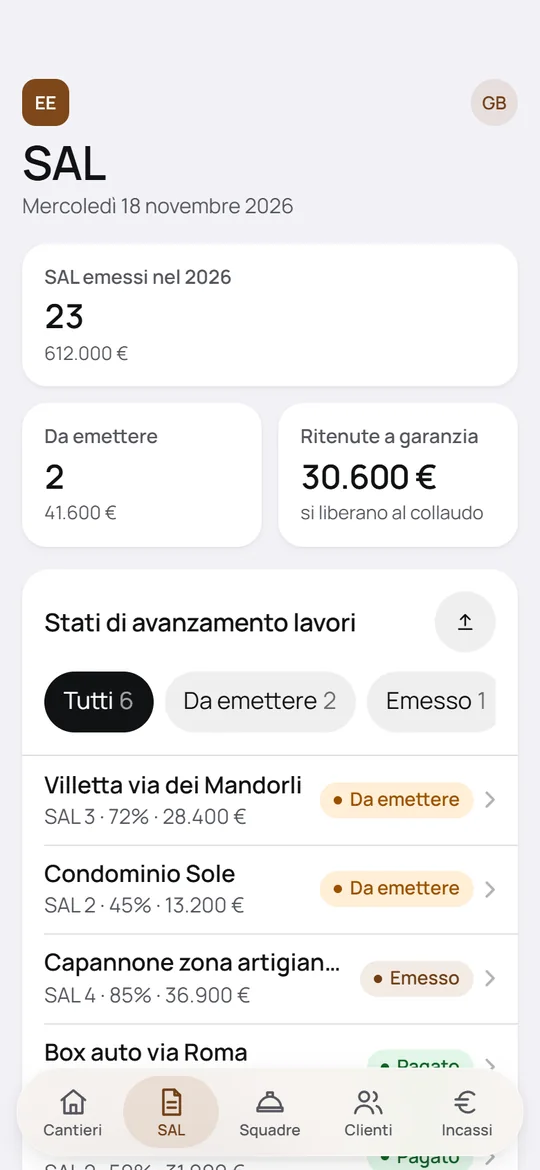 EE
GB
SAL
Mercoledì 18 novembre 2026
SAL emessi nel 2026
23
612.000 €
Da emettere
2
41.600 €
Ritenute a garanzia
30.600 €
si liberano al collaudo
Stati di avanzamento lavori
Tutti 6
Da emettere 2
Emesso 1
Villetta via dei Mandorli
SAL 3 · 72% · 28.400 €
Da emettere
Condominio Sole
SAL 2 · 45% · 13.200 €
Da emettere
Capannone zona artigian...
SAL 4 · 85% · 36.900 €
Emesso
Box auto via Roma
Pagato
Cantieri
SAL
Squadre
Clienti
Incassi
Pagato